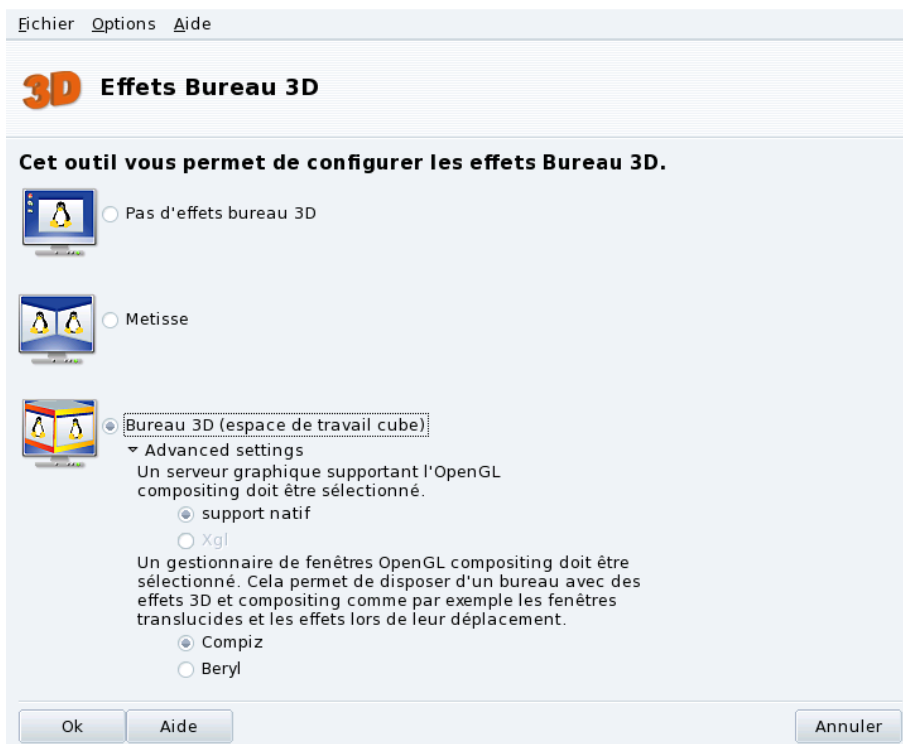 Fichier Options Aide
3D Effets Bureau 3D
Cet outil vous permet de configurer les effets Bureau 3D.
Pas d'effets bureau 3D
Metisse
Bureau 3D (espace de travail cube)
Advanced settings
Un serveur graphique supportant l'OpenGL
compositing doit être sélectionné.
support natif
Xgl
Un gestionnaire de fenêtres OpenGL compositing doit être
sélectionné. Cela permet de disposer d'un bureau avec des
effets 3D et compositing comme par exemple les fenêtres
translucides et les effets lors de leur déplacement.
Compiz
Beryl
Ok Aide Annuler